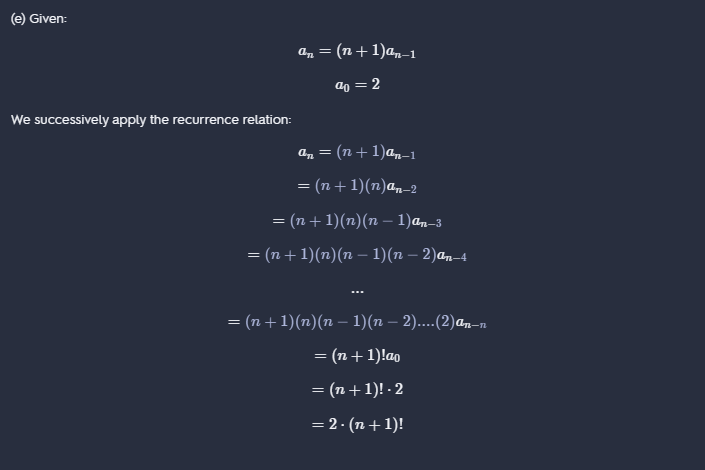 (e) Given:
aₙ = (n + 1)aₙ₋₁
a₀ = 2
We successively apply the recurrence relation:
aₙ = (n + 1)aₙ₋₁
= (n + 1)(n)aₙ₋₂
= (n + 1)(n)(n − 1)aₙ₋₃
= (n + 1)(n)(n − 1)(n − 2)aₙ₋₄
...
= (n + 1)(n)(n − 1)(n − 2)....(2)aₙ₋ₙ
= (n + 1)!a₀
= (n + 1)! · 2
= 2 · (n + 1)!